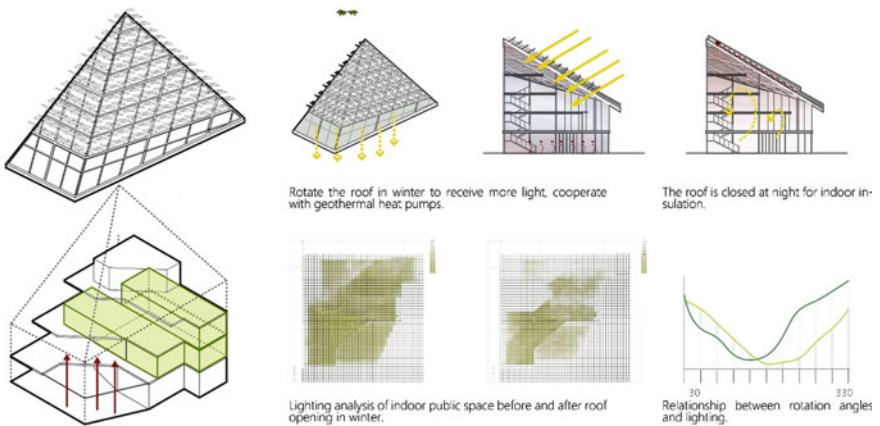 Rotate the roof in winter to receive more light, cooperate
with geothermal heat pumps.
The roof is closed at night for indoor in-
sulation.
30
330
Lighting analysis of indoor public space before and after roof
opening in winter.
Relationship between rotation angles
and lighting.